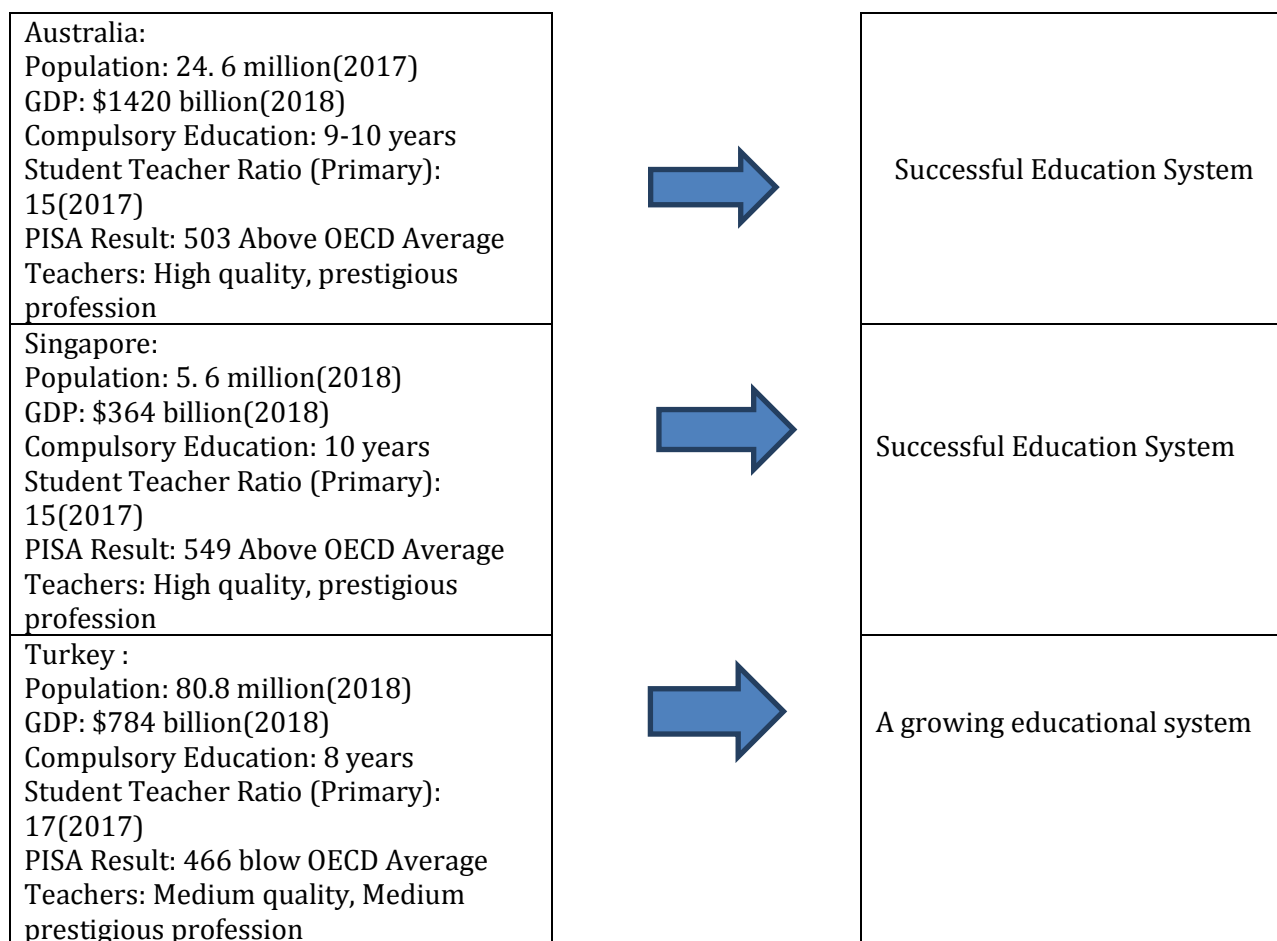 Australia:
Population: 24. 6 million(2017)
GDP: $1420 billion(2018)
Compulsory Education: 9-10 years
Student Teacher Ratio (Primary):
15(2017)
PISA Result: 503 Above OECD Average
Teachers: High quality, prestigious
profession
Successful Education System
Singapore:
Population: 5. 6 million(2018)
GDP: $364 billion(2018)
Compulsory Education: 10 years
Student Teacher Ratio (Primary):
15(2017)
PISA Result: 549 Above OECD Average
Teachers: High quality, prestigious
profession
Successful Education System
Turkey :
Population: 80.8 million(2018)
GDP: $784 billion(2018)
Compulsory Education: 8 years
Student Teacher Ratio (Primary):
17(2017)
PISA Result: 466 blow OECD Average
Teachers: Medium quality, Medium
prestigious profession
A growing educational system